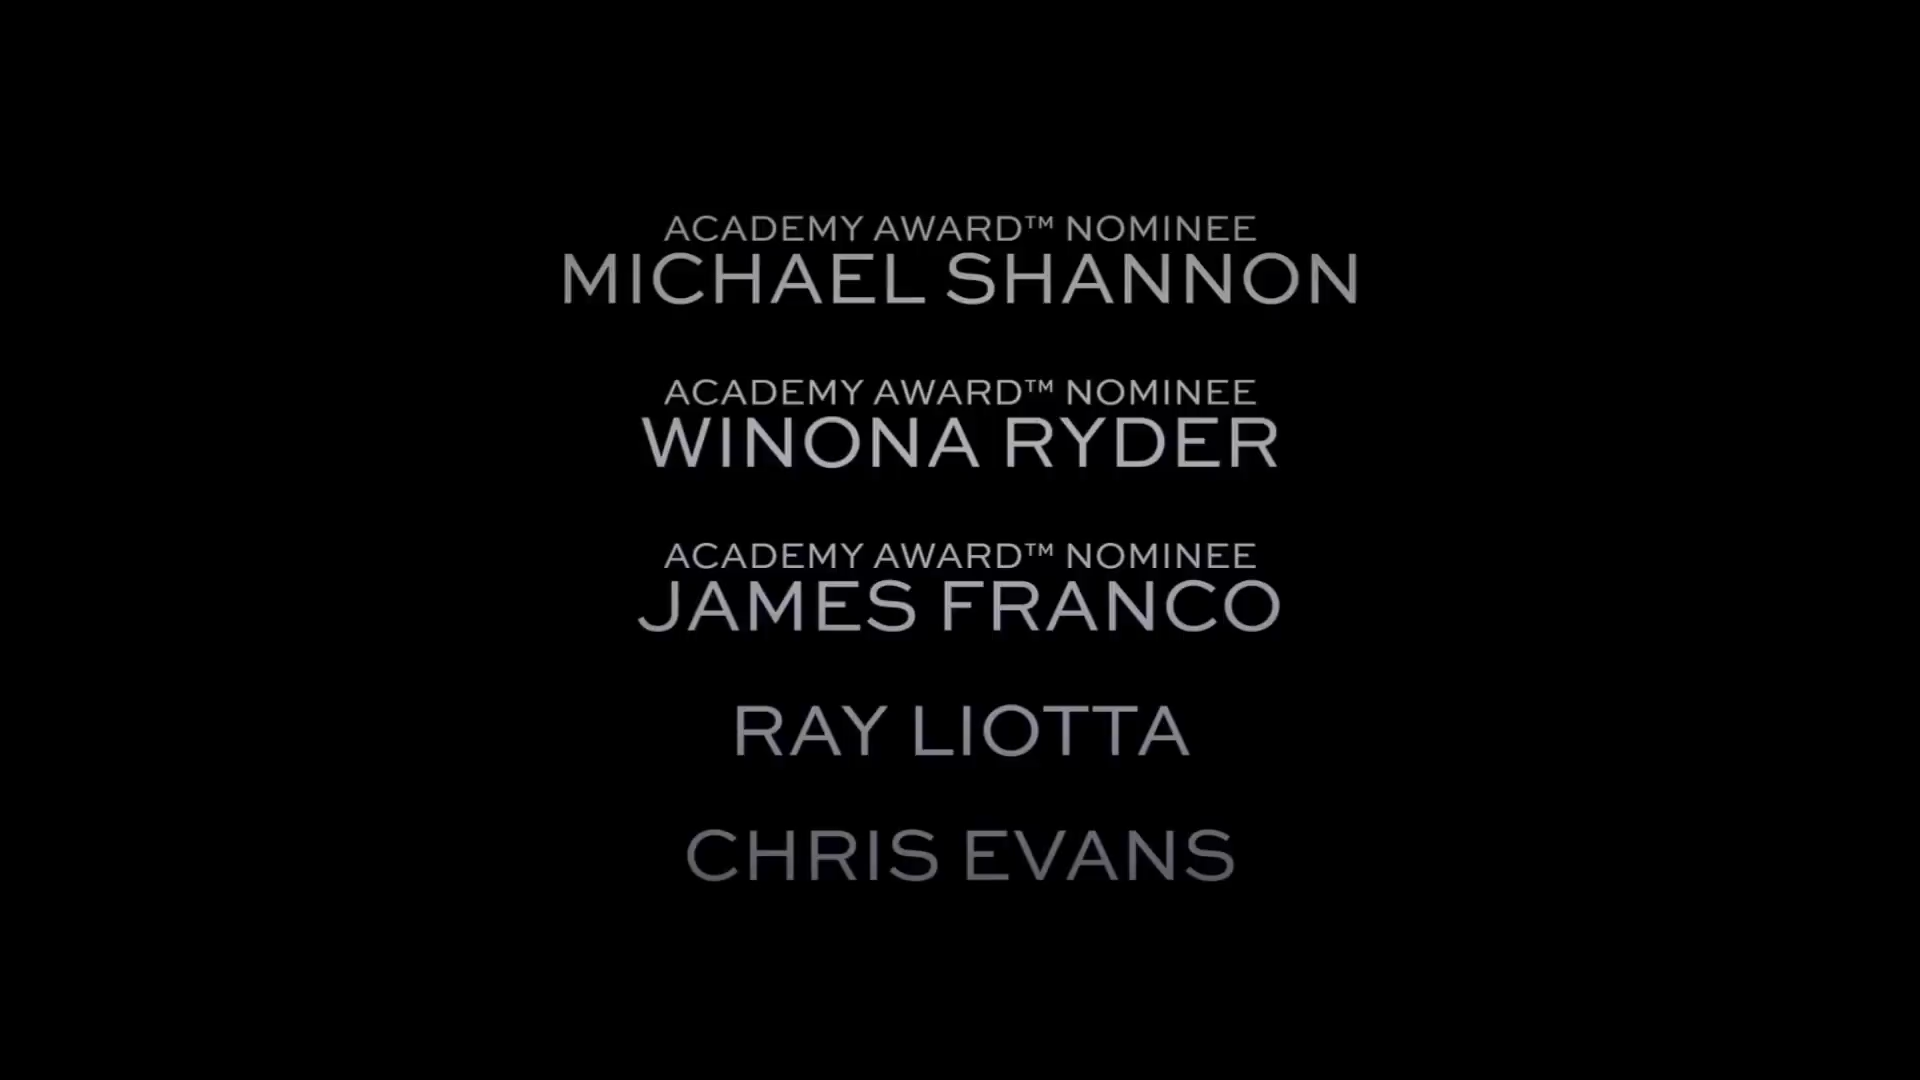 ACADEMY AWARD™ NOMINEE
MICHAEL SHANNON
ACADEMY AWARD™ NOMINEE
WINONA RYDER
ACADEMY AWARD™ NOMINEE
JAMES FRANCO
RAY LIOTTA
CHRIS EVANS